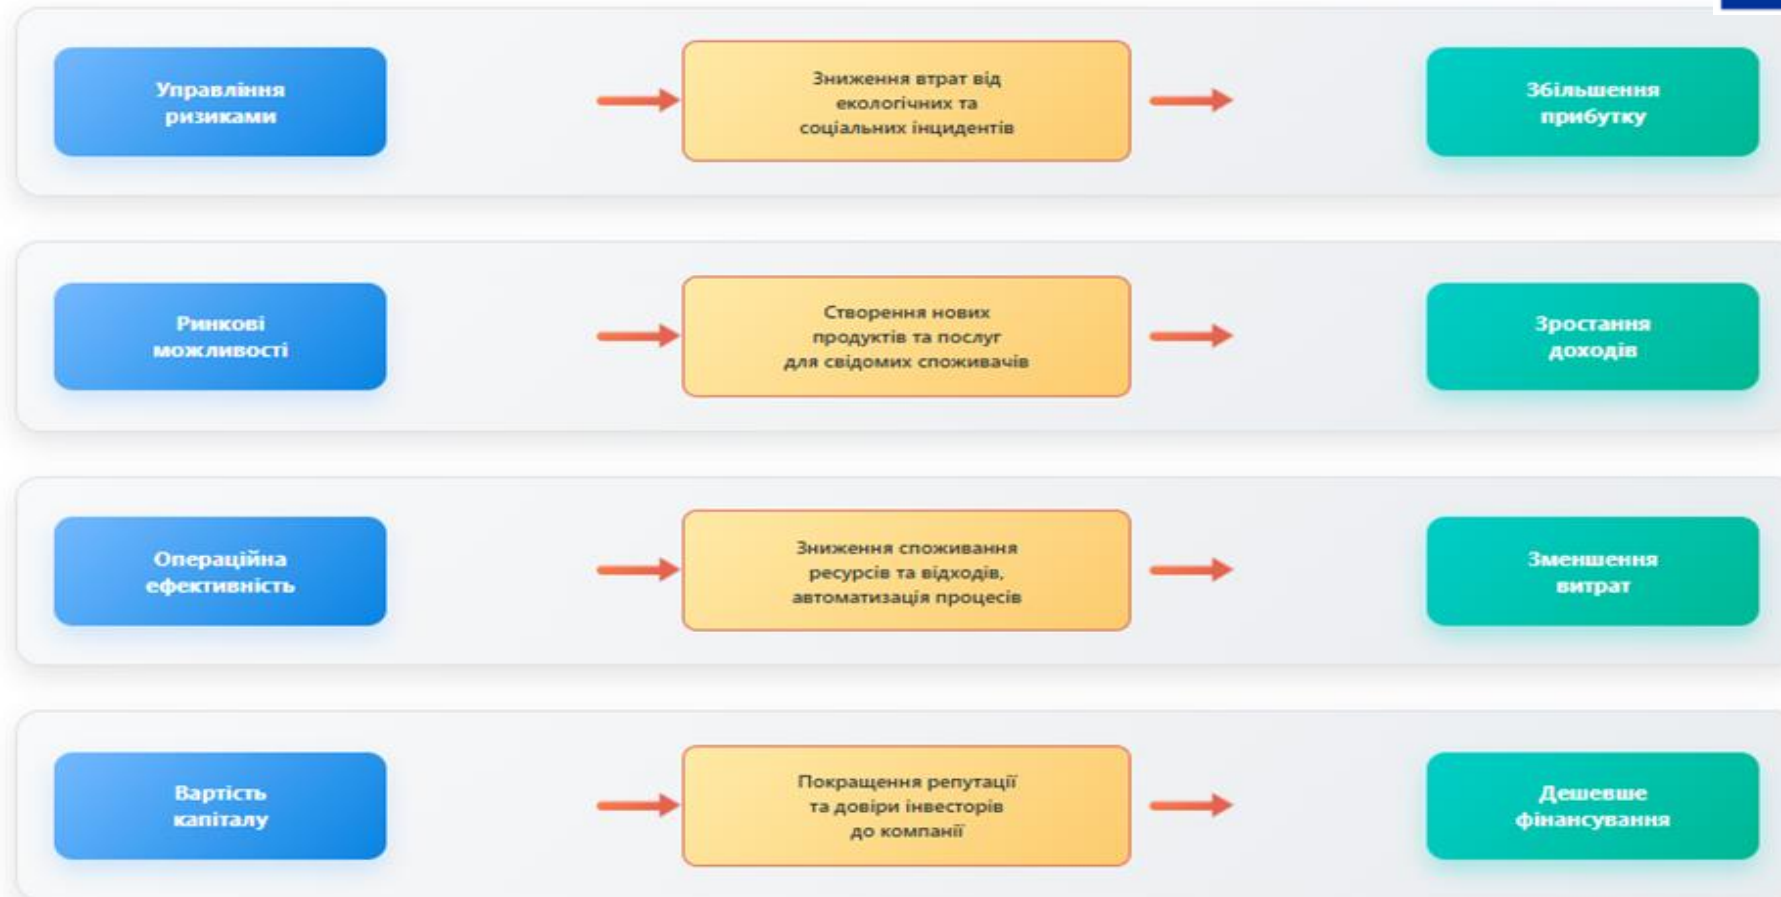 Управління
ризиками
Зниження втрат від
екологічних та
соціальних інцидентів
Збільшення
прибутку
Ринкові
можливості
Створення нових
продуктів та послуг
для свідомих споживачів
Зростання
доходів
Операційна
ефективність
Зниження споживання
ресурсів та відходів,
автоматизація процесів
Зменшення
витрат
Вартість
капіталу
Покращення репутації
та довіри інвесторів
до компанії
Дешевше
фінансування